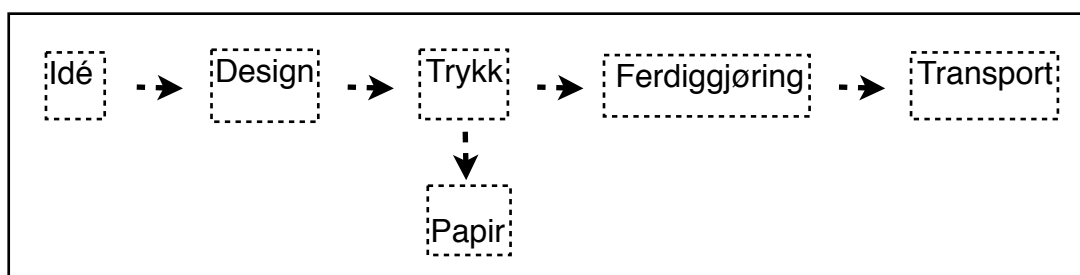 Idé
Design
Trykk
Ferdiggjøring
Transport
Papir